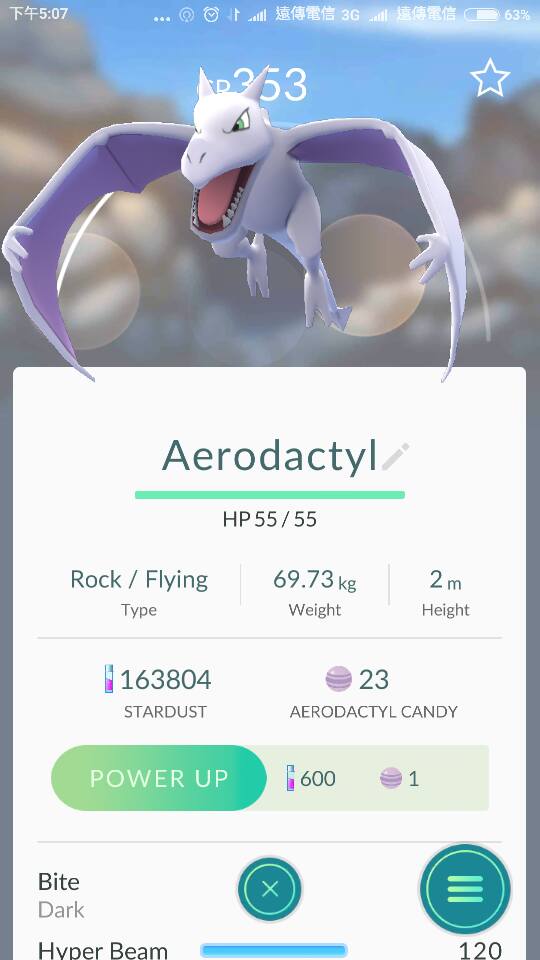 下午5:07 ... 遠傳電信 3G 遠傳電信 63%
CP353
Aerodactyl
HP 55 / 55
Rock / Flying 69.73 kg 2 m
Type Weight Height
163804 23
STARDUST AERODACTYL CANDY
POWER UP 600 1
Bite
Dark
Hyper Beam 120